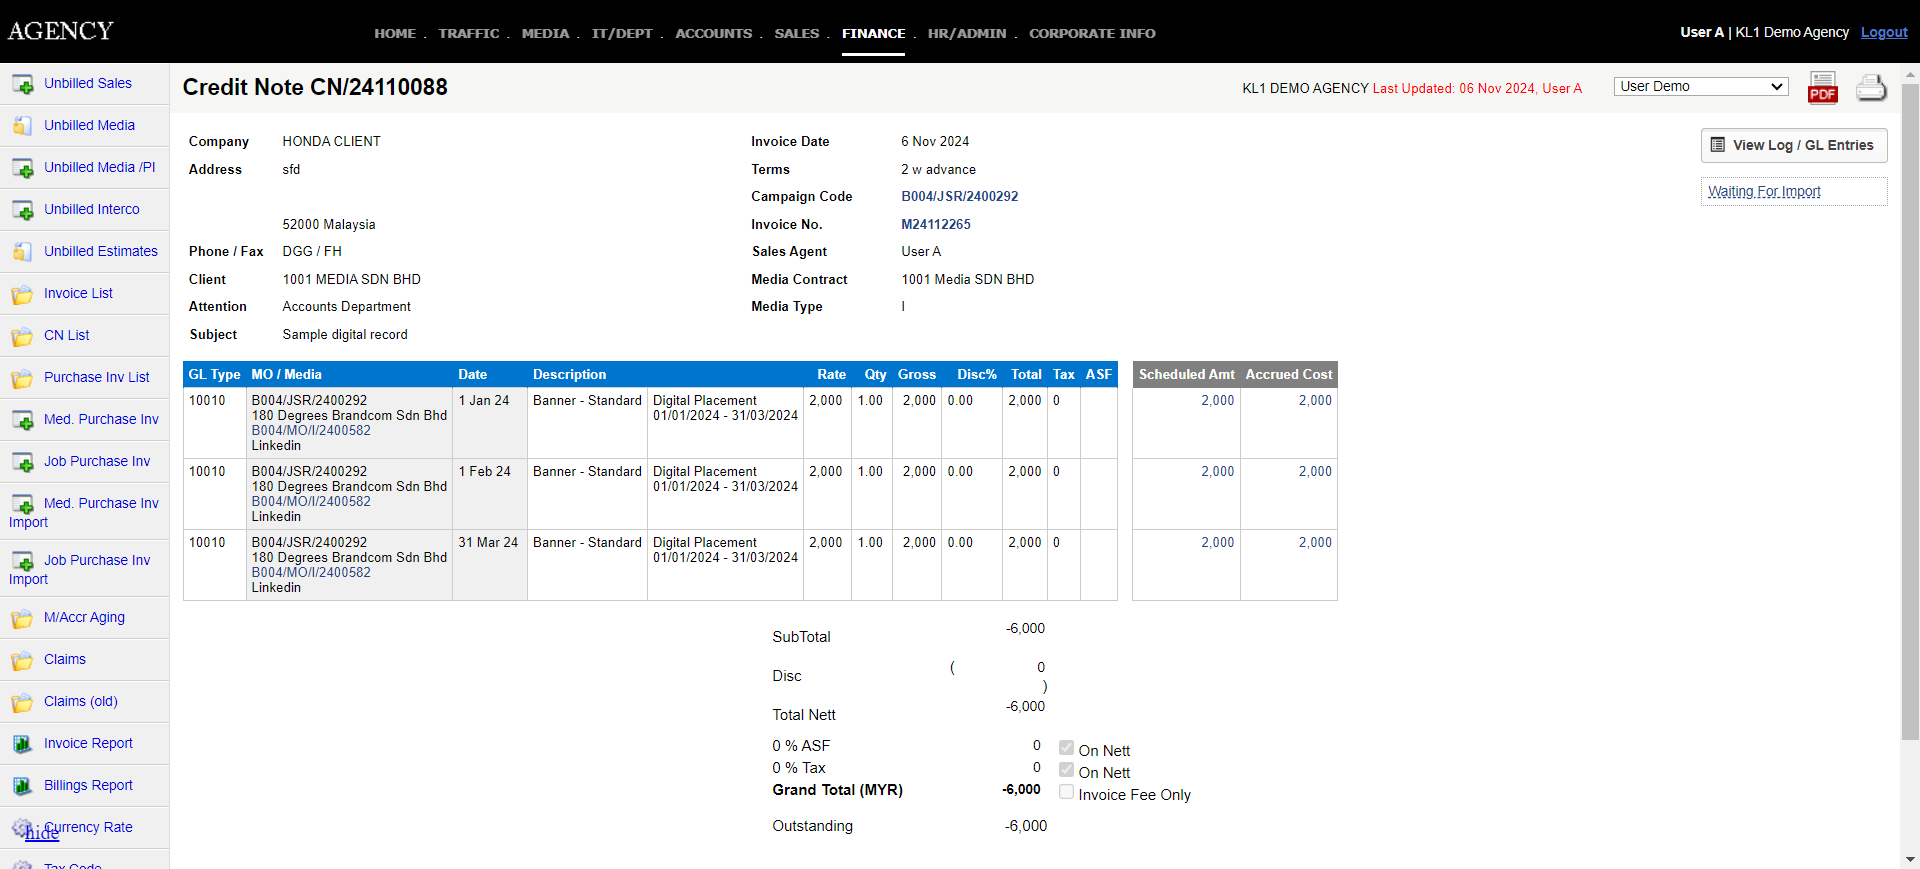 AGENCY
HOME . TRAFFIC . MEDIA . IT/DEPT . ACCOUNTS . SALES . FINANCE . HR/ADMIN . CORPORATE INFO
User A | KL1 Demo Agency Logout
Unbilled Sales
Unbilled Media
Unbilled Media /PI
Unbilled Interco
Unbilled Estimates
Invoice List
CN List
Purchase Inv List
Med. Purchase Inv
Job Purchase Inv
Med. Purchase Inv
Import
Job Purchase Inv
Import
M/Accr Aging
Claims
Claims (old)
Invoice Report
Billings Report
Currency Rate
hide
Tax Code
Credit Note CN/24110088
KL1 DEMO AGENCY Last Updated: 06 Nov 2024, User A
User Demo
PDF
View Log / GL Entries
Waiting For Import
Company HONDA CLIENT
Address sfd
52000 Malaysia
Phone / Fax DGG / FH
Client 1001 MEDIA SDN BHD
Attention Accounts Department
Subject Sample digital record
Invoice Date 6 Nov 2024
Terms 2 w advance
Campaign Code B004/JSR/2400292
Invoice No. M24112265
Sales Agent User A
Media Contract 1001 Media SDN BHD
Media Type I
GL Type MO / Media Date Description Rate Qty Gross Disc% Total Tax ASF Scheduled Amt Accrued Cost
10010 B004/JSR/2400292 1 Jan 24 Banner - Standard Digital Placement 2,000 1.00 2,000 0.00 2,000 0 2,000 2,000
180 Degrees Brandcom Sdn Bhd 01/01/2024 - 31/03/2024
B004/MO/I/2400582
Linkedin
10010 B004/JSR/2400292 1 Feb 24 Banner - Standard Digital Placement 2,000 1.00 2,000 0.00 2,000 0 2,000 2,000
180 Degrees Brandcom Sdn Bhd 01/01/2024 - 31/03/2024
B004/MO/I/2400582
Linkedin
10010 B004/JSR/2400292 31 Mar 24 Banner - Standard Digital Placement 2,000 1.00 2,000 0.00 2,000 0 2,000 2,000
180 Degrees Brandcom Sdn Bhd 01/01/2024 - 31/03/2024
B004/MO/I/2400582
Linkedin
SubTotal -6,000
Disc ( 0
)
Total Nett -6,000
0 % ASF 0 On Nett
0 % Tax 0 On Nett
Grand Total (MYR) -6,000 Invoice Fee Only
Outstanding -6,000